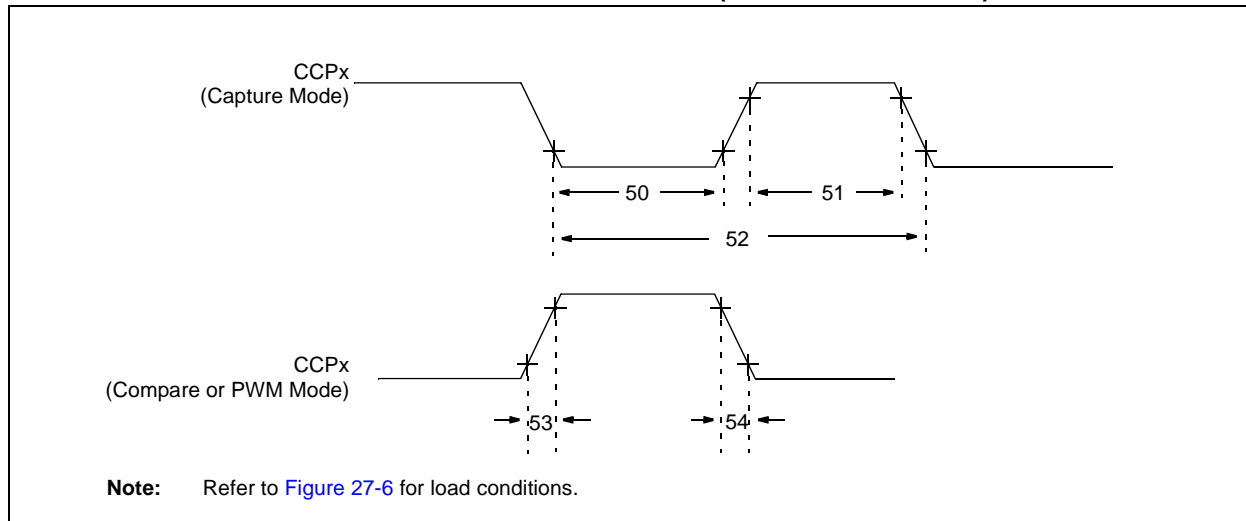 CCPx
(Capture Mode)
50
51
52
CCPx
(Compare or PWM Mode)
53
54
Note: Refer to Figure 27-6 for load conditions.